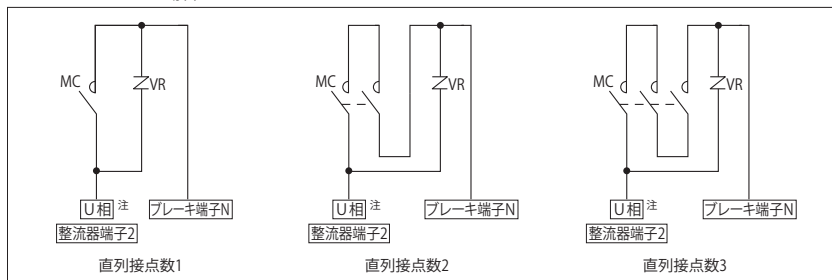 MC
VR
U相 注
ブレーキ端子N
整流器端子2
直列接点数1
MC
VR
U相 注
ブレーキ端子N
整流器端子2
直列接点数2
MC
VR
U相 注
ブレーキ端子N
整流器端子2
直列接点数3